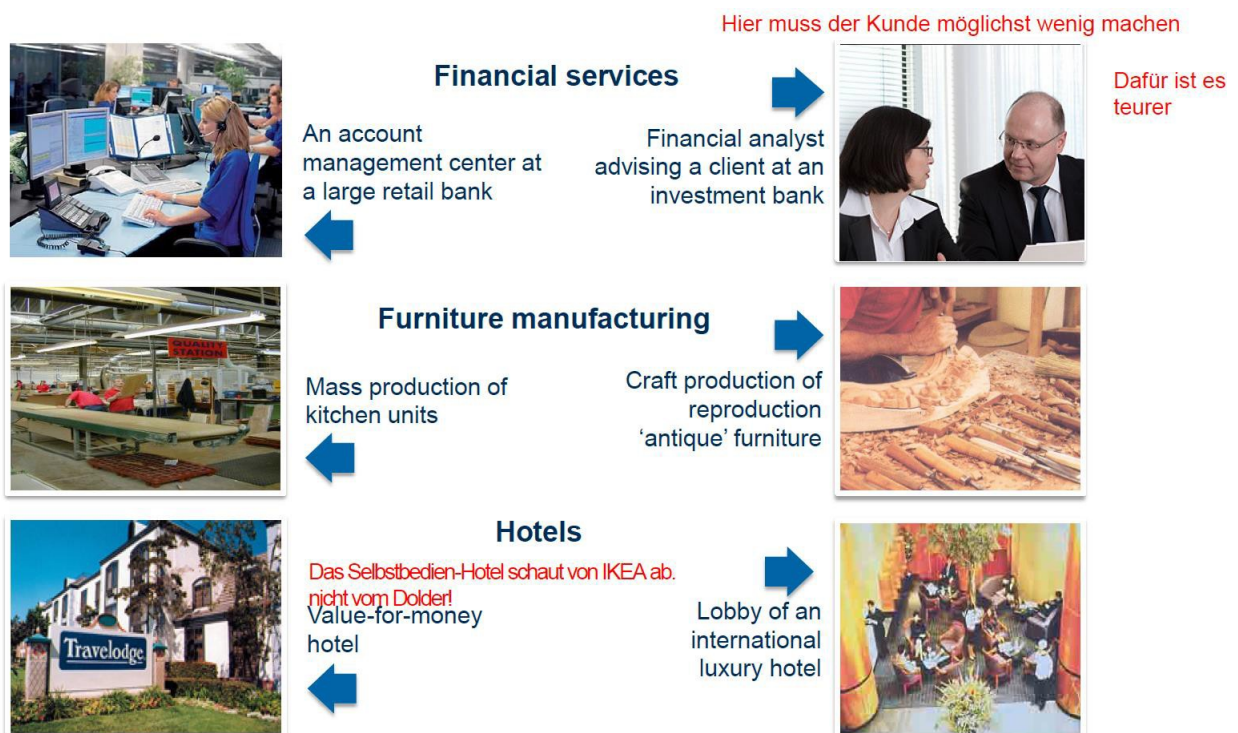 Hier muss der Kunde möglichst wenig machen
Financial services
Dafür ist es
teurer
An account
management center at
a large retail bank
Financial analyst
advising a client at an
investment bank
Furniture manufacturing
QUALITY
STATION
Mass production of
kitchen units
Craft production of
reproduction
‘antique’ furniture
Hotels
Das Selbstbedien-Hotel schaut von IKEA ab.
nicht vom Dolder!
Value-for-money
hotel
Travelodge
Lobby of an
international
luxury hotel